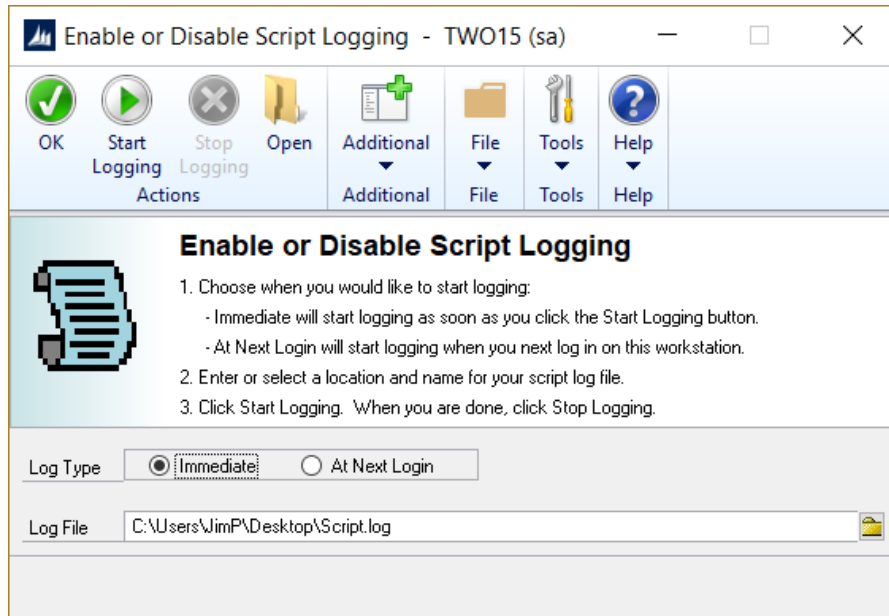 Enable or Disable Script Logging - TWO15 (sa)
OK Start Logging Stop Logging Open Additional File Tools Help
Actions Additional File Tools Help
Enable or Disable Script Logging
1. Choose when you would like to start logging:
- Immediate will start logging as soon as you click the Start Logging button.
- At Next Login will start logging when you next log in on this workstation.
2. Enter or select a location and name for your script log file.
3. Click Start Logging. When you are done, click Stop Logging.
Log Type Immediate At Next Login
Log File C:\Users\JimP\Desktop\Script.log